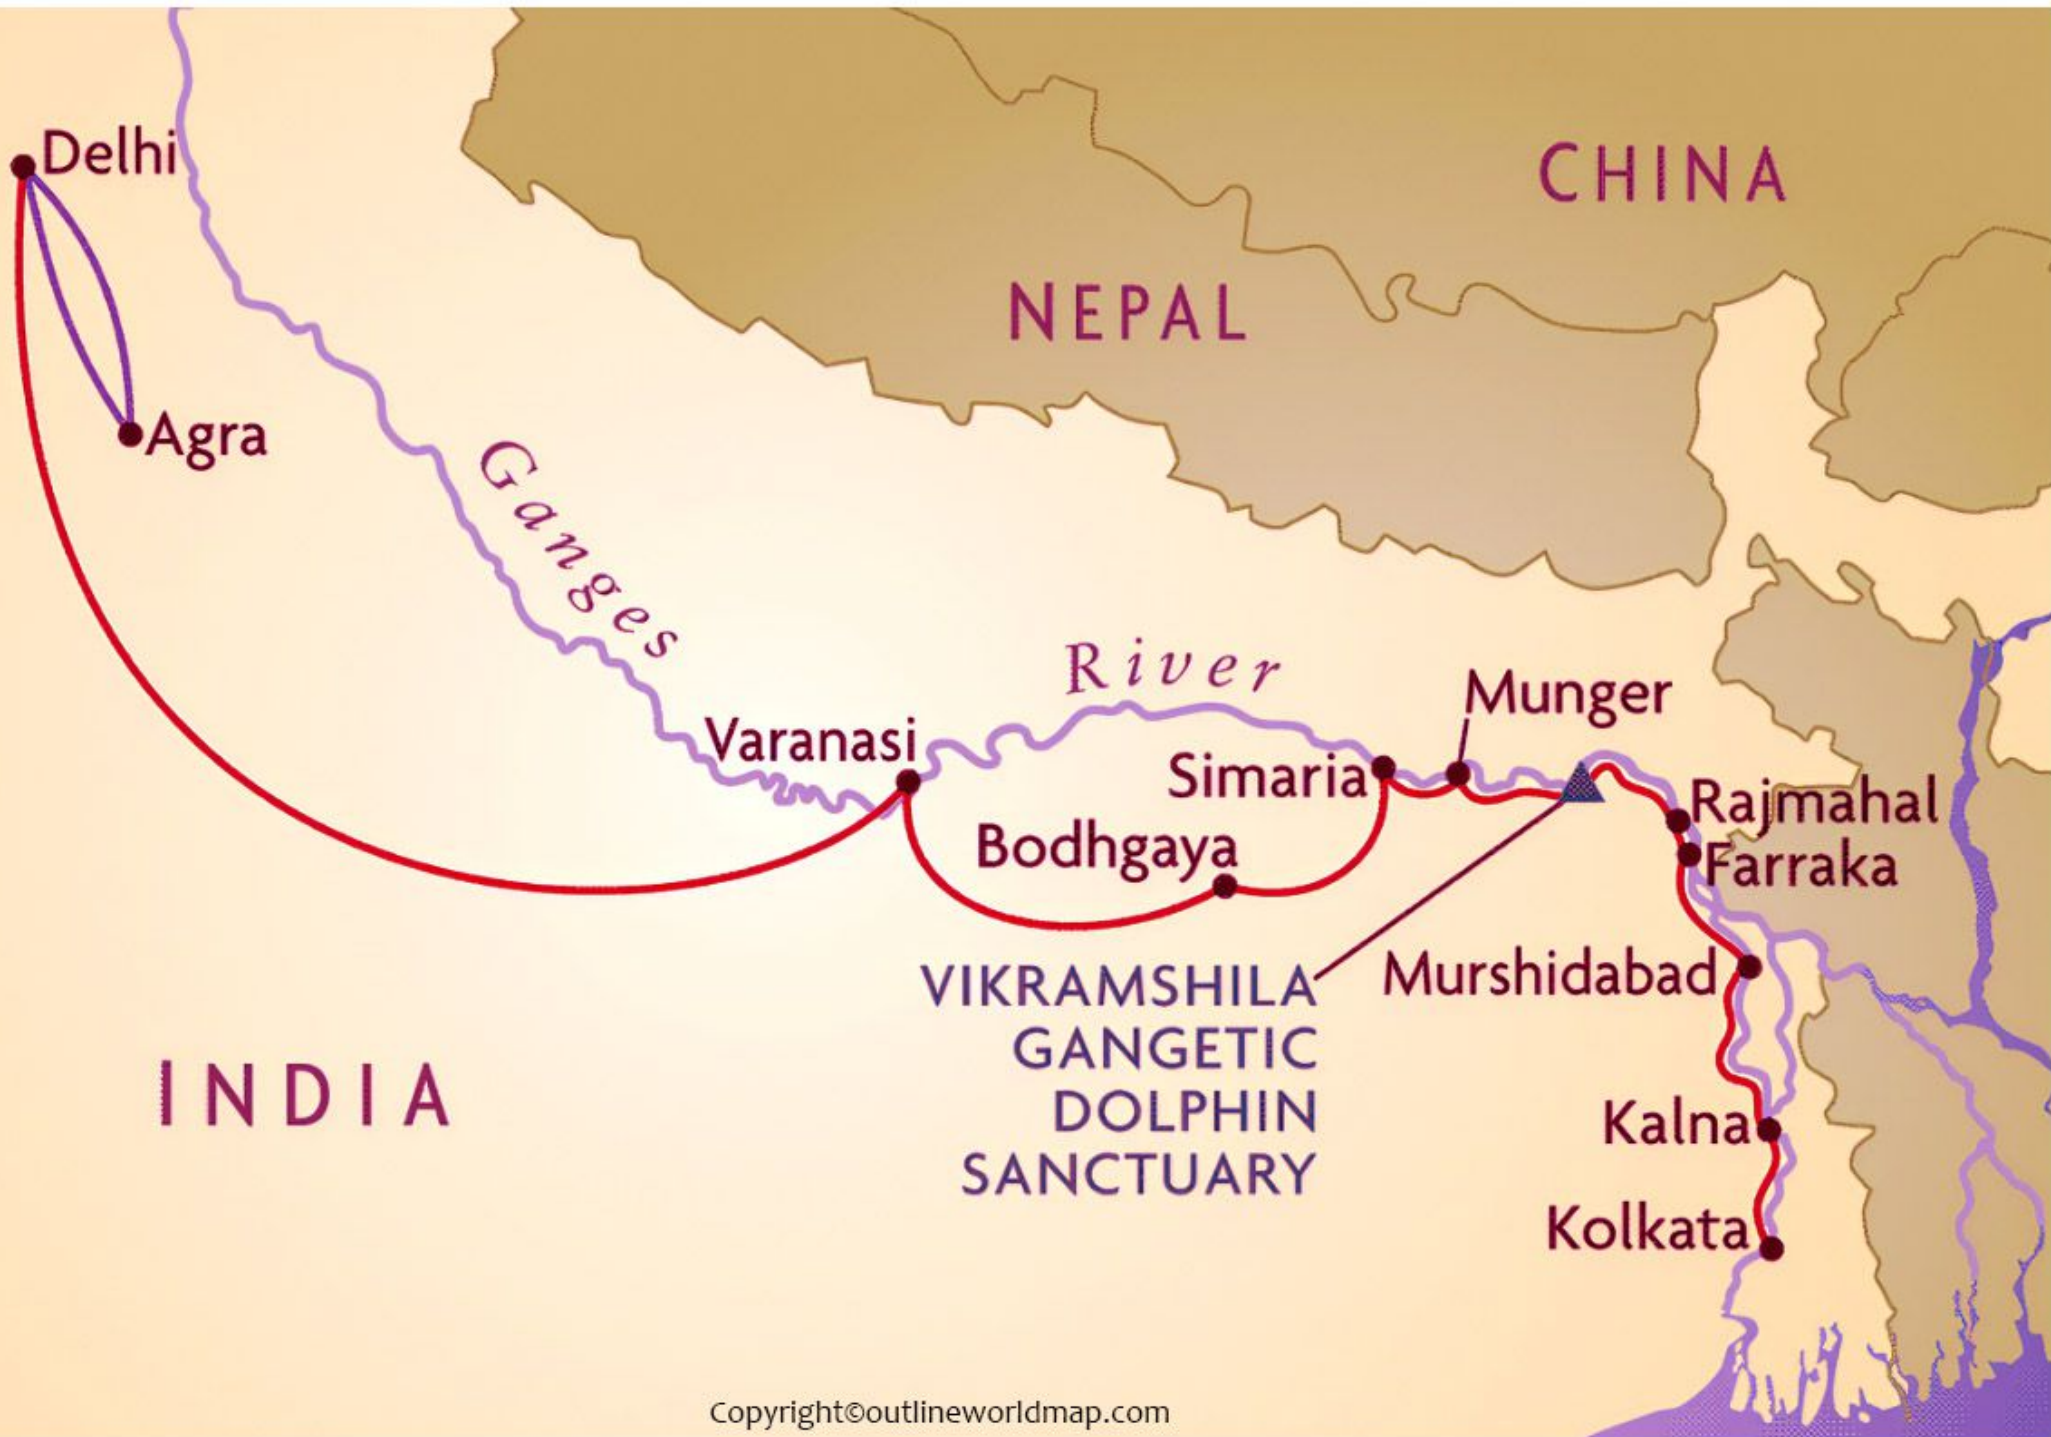 Delhi
CHINA
NEPAL
Agra
Ganges
River
Munger
Varanasi
Simaria
Rajmahal
Bodhgaya
Farraka
VIKRAMSHILA
GANGETIC
DOLPHIN
SANCTUARY
Murshidabad
INDIA
Kalna
Kolkata
Copyright©outlineworldmap.com